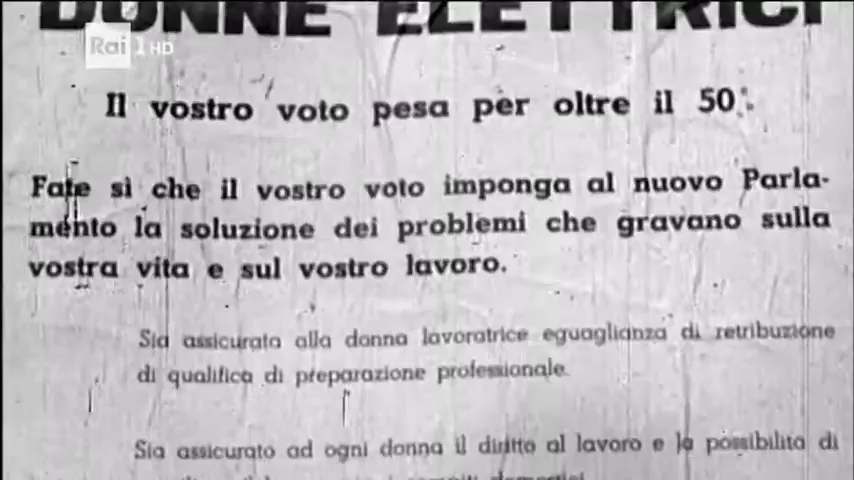 DONNE ELETTRICI
Rai 1 HD
Il vostro voto pesa per oltre il 50%
Fate sì che il vostro voto imponga al nuovo Parla-
mento la soluzione dei problemi che gravano sulla
vostra vita e sul vostro lavoro.
Sia assicurata alla donna lavoratrice eguaglianza di retribuzione
di qualifica di preparazione professionale.
Sia assicurato ad ogni donna il diritto al lavoro e la possibilità di
compiti domestici